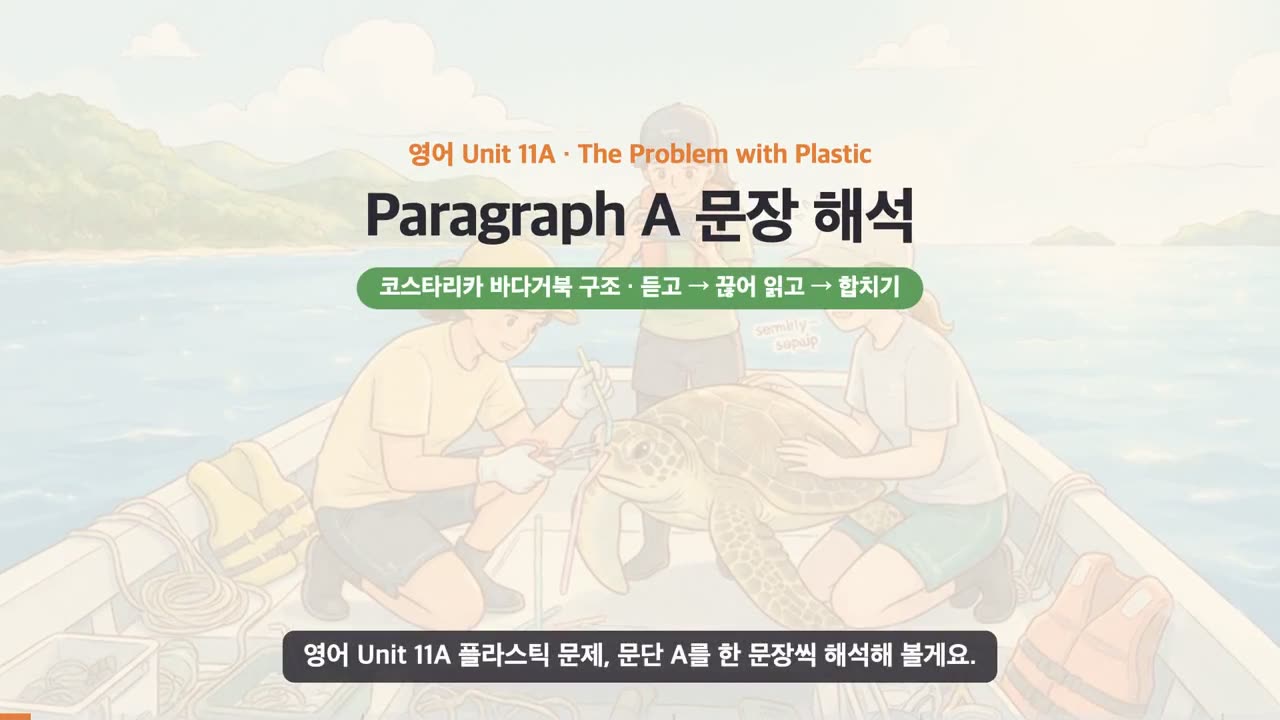 영어 Unit 11A · The Problem with Plastic
Paragraph A 문장 해석
코스타리카 바다거북 구조 · 듣고 → 끊어 읽고 → 합치기
sembly-
sopaip
영어 Unit 11A 플라스틱 문제, 문단 A를 한 문장씩 해석해 볼게요.